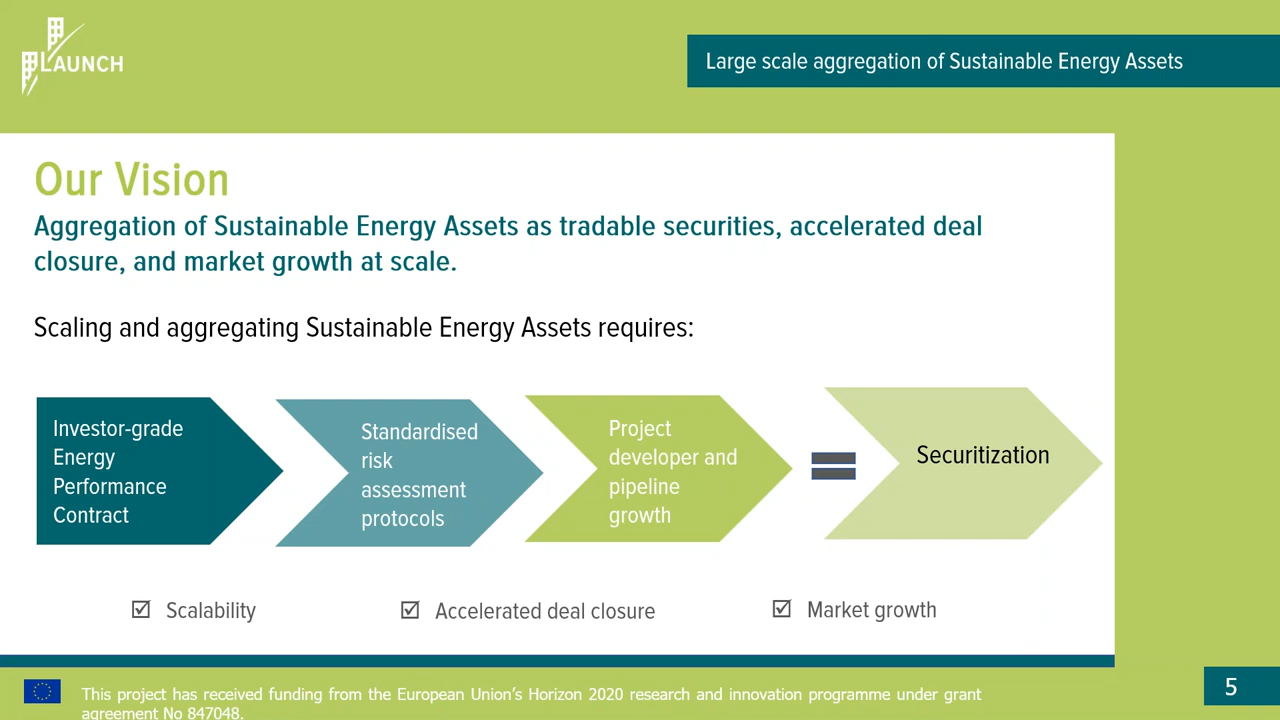 LAUNCH
Large scale aggregation of Sustainable Energy Assets
Our Vision
Aggregation of Sustainable Energy Assets as tradable securities, accelerated deal
closure, and market growth at scale.
Scaling and aggregating Sustainable Energy Assets requires:
Investor-grade
Energy
Performance
Contract
Standardised
risk
assessment
protocols
Project
developer and
pipeline
growth
Securitization
Scalability
Accelerated deal closure
Market growth
This project has received funding from the European Union’s Horizon 2020 research and innovation programme under grant
agreement No 847048.
5